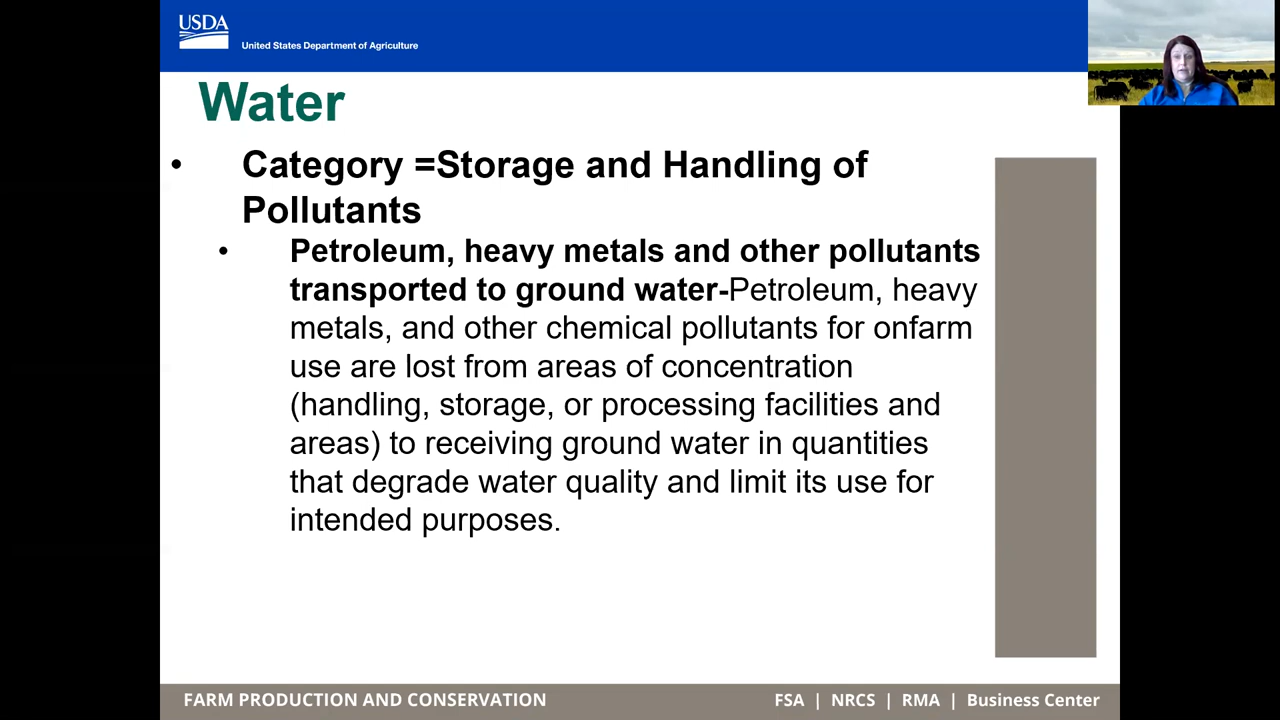 USDA
United States Department of Agriculture
Water
• Category =Storage and Handling of
Pollutants
• Petroleum, heavy metals and other pollutants
transported to ground water-Petroleum, heavy
metals, and other chemical pollutants for onfarm
use are lost from areas of concentration
(handling, storage, or processing facilities and
areas) to receiving ground water in quantities
that degrade water quality and limit its use for
intended purposes.
FARM PRODUCTION AND CONSERVATION
FSA | NRCS | RMA | Business Center